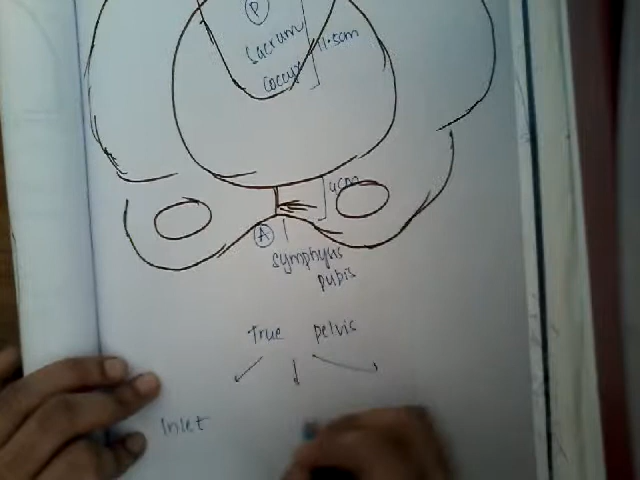 P
Sacrum
coccyx
11.5cm
4cm
A
symphysis
pubis
True pelvis
Inlet